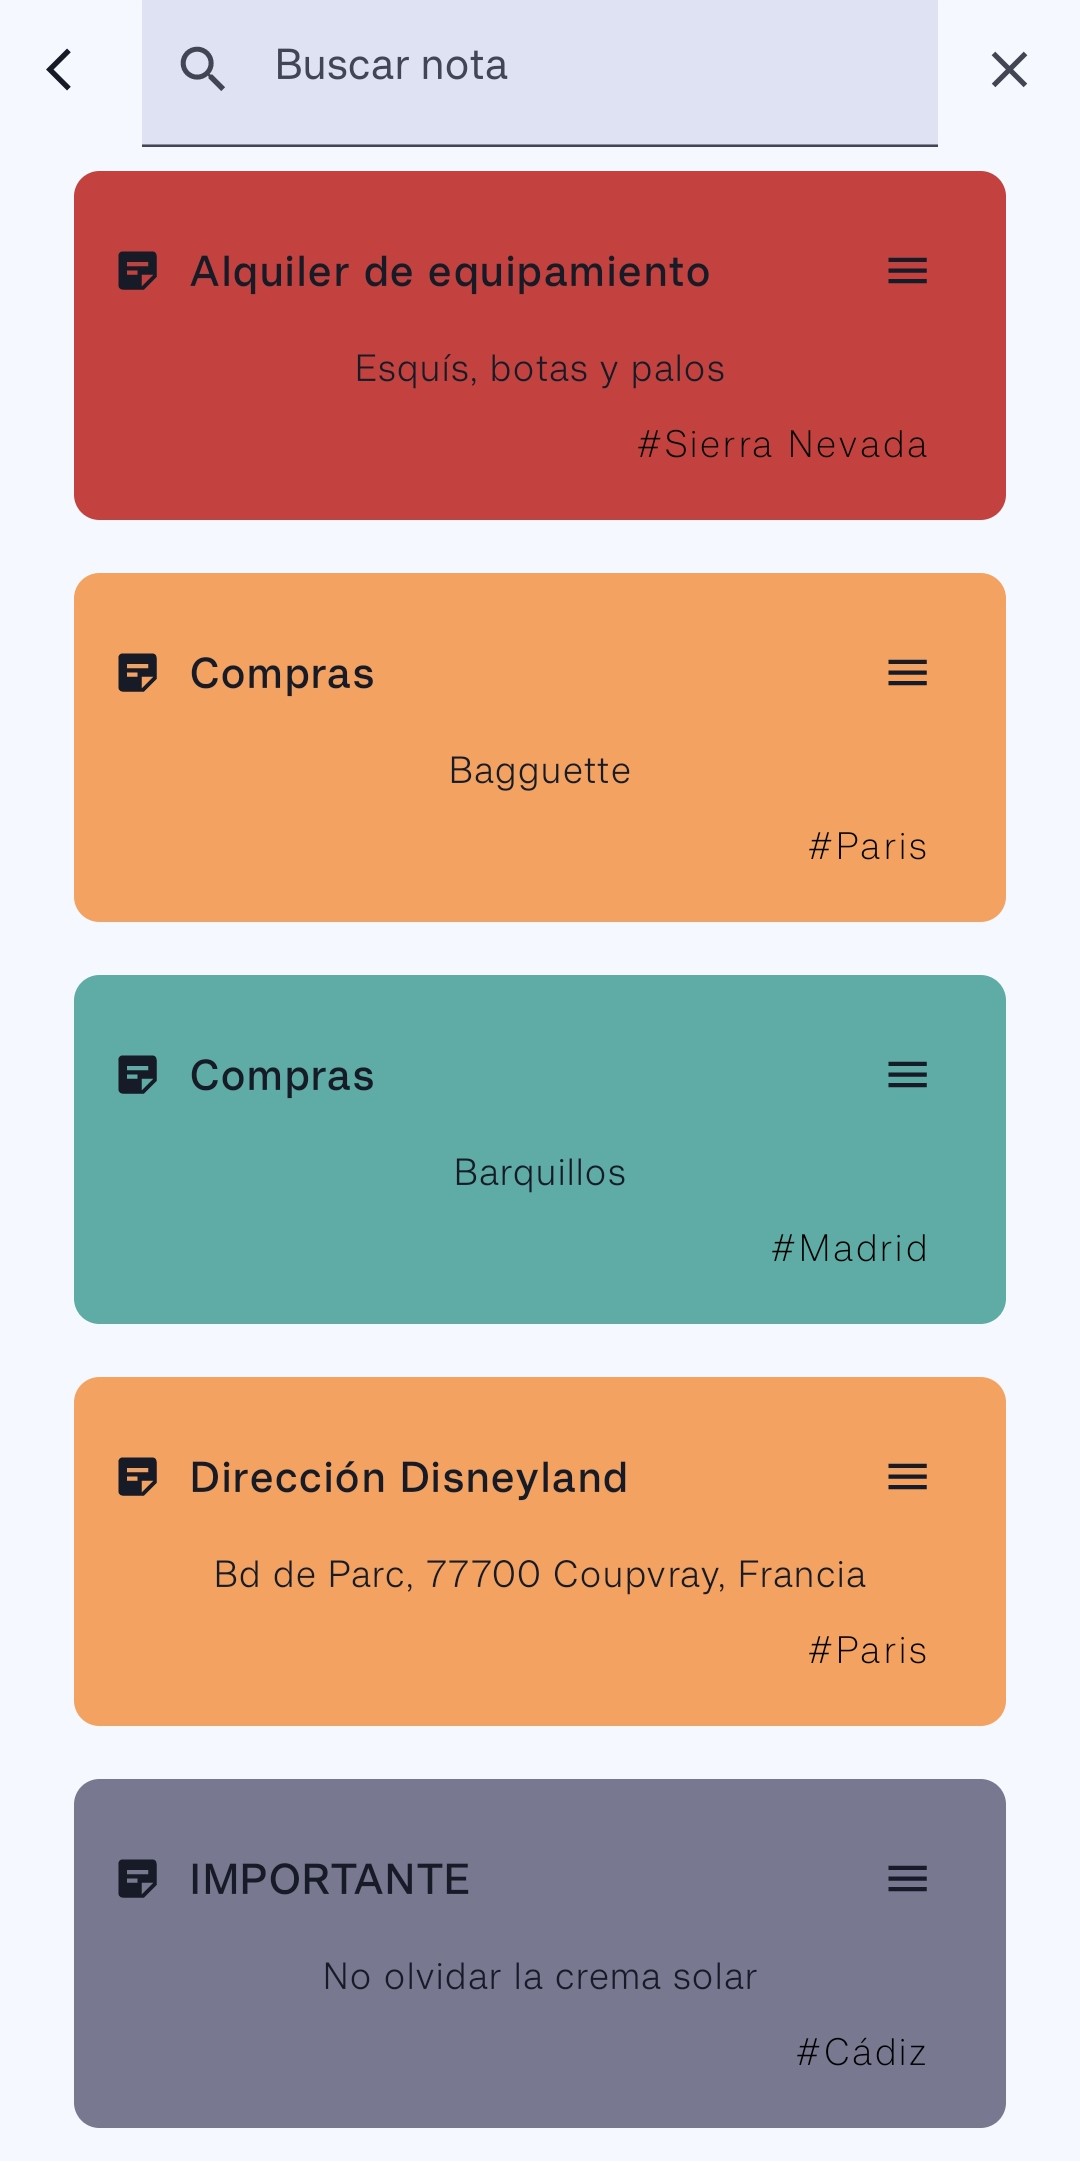 Buscar nota
Alquiler de equipamiento
Esquís, botas y palos
#Sierra Nevada
Compras
Bagguette
#Paris
Compras
Barquillos
#Madrid
Dirección Disneyland
Bd de Parc, 77700 Coupvray, Francia
#Paris
IMPORTANTE
No olvidar la crema solar
#Cádiz